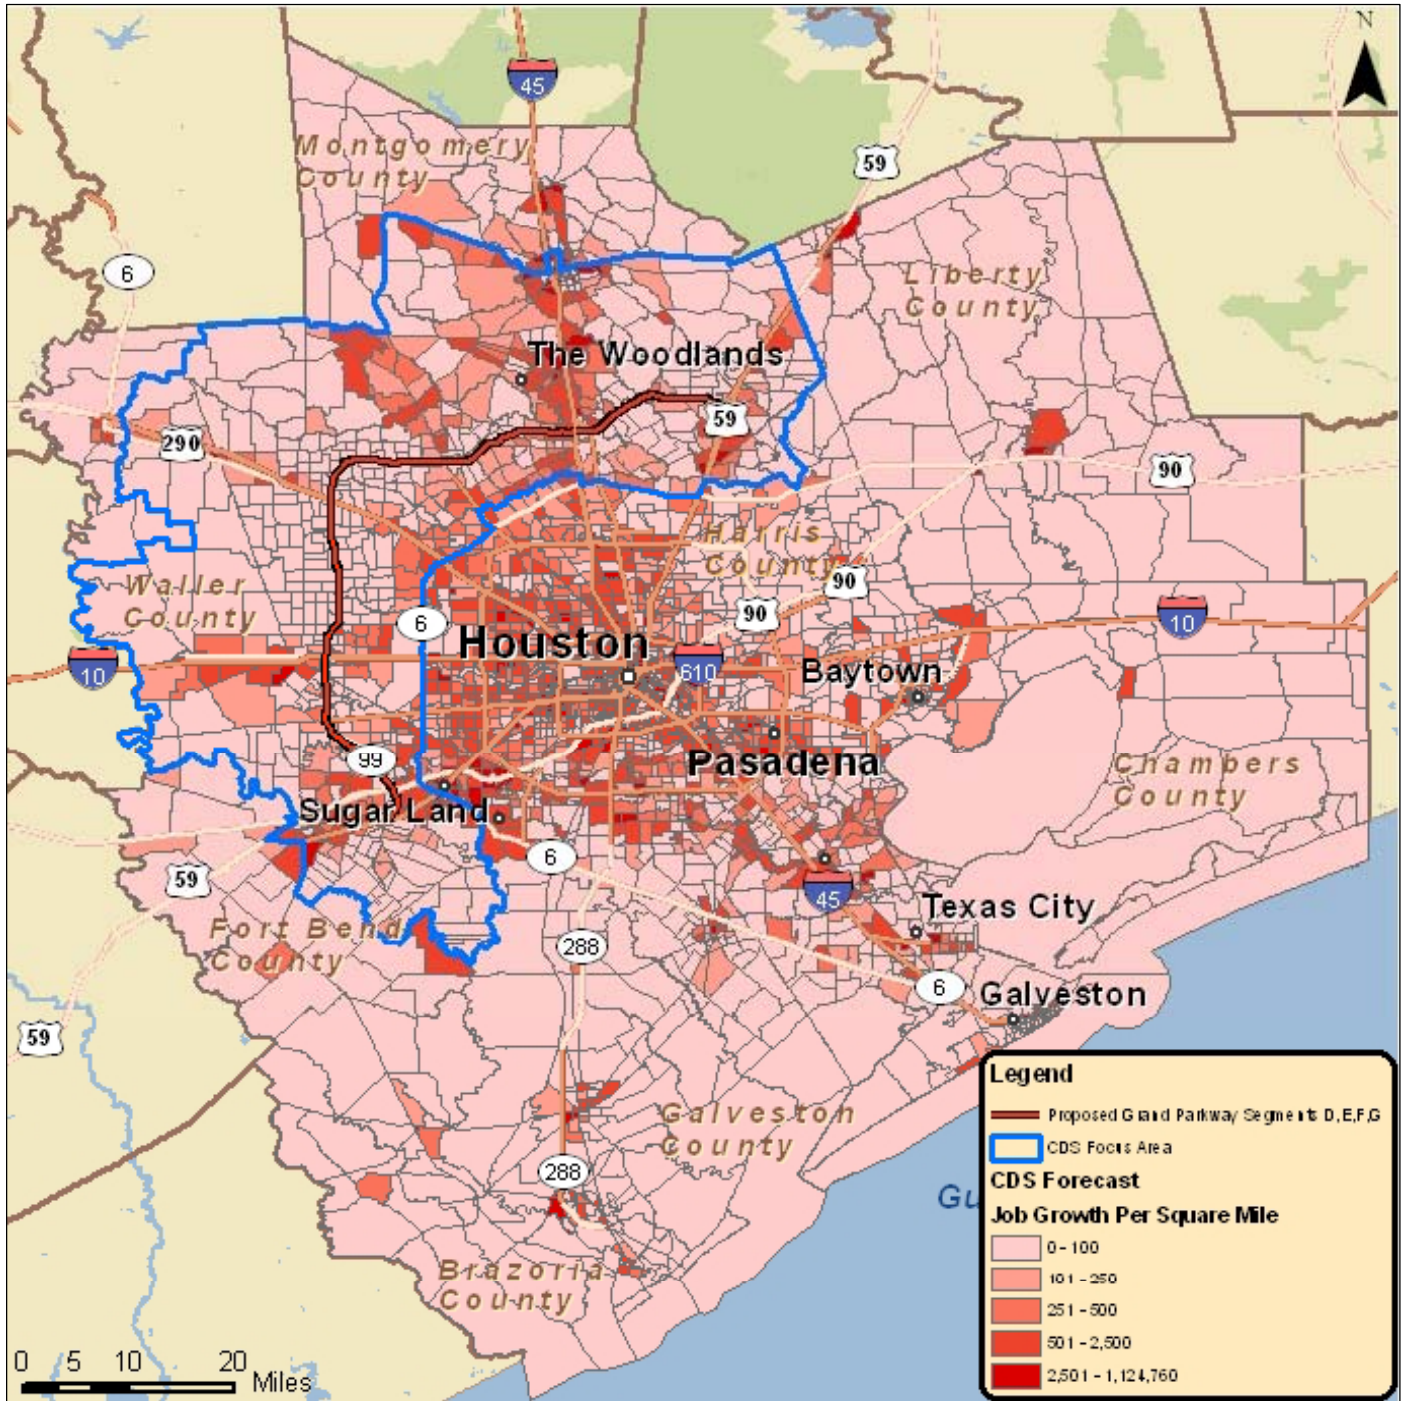 N
45
Montgomery
County
59
6
Liberty
County
The Woodlands
59
290
90
Harris
County
90
Waller
County
90
6
10
Houston
10
610
Baytown
99
Pasadena
Chambers
County
Sugar Land
6
59
45
Texas City
Fort Bend
County
288
6
Galveston
59
Galveston
County
288
Gu
Brazoria
County
0 5 10 20
Miles
Legend
Proposed Grand Parkway Segments D,E,F,G
CDS Focus Area
CDS Forecast
Job Growth Per Square Mile
0 - 100
101 - 250
251 - 500
501 - 2,500
2,501 - 1,124,760